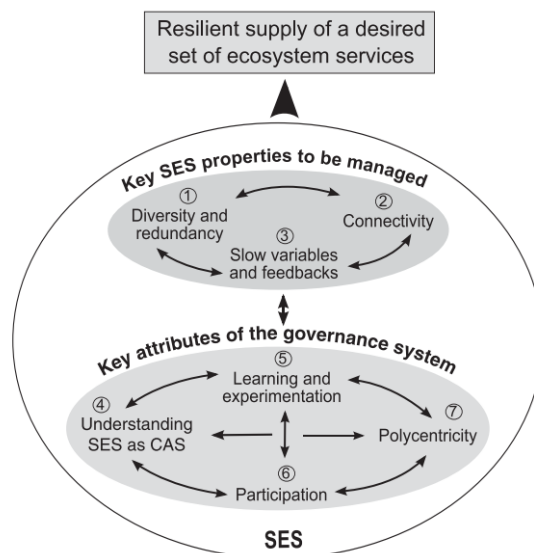 Resilient supply of a desired
set of ecosystem services
Key SES properties to be managed
①
Diversity and
redundancy
②
Connectivity
③
Slow variables
and feedbacks
Key attributes of the governance system
⑤
Learning and
experimentation
④
Understanding
SES as CAS
⑦
Polycentricity
⑥
Participation
SES